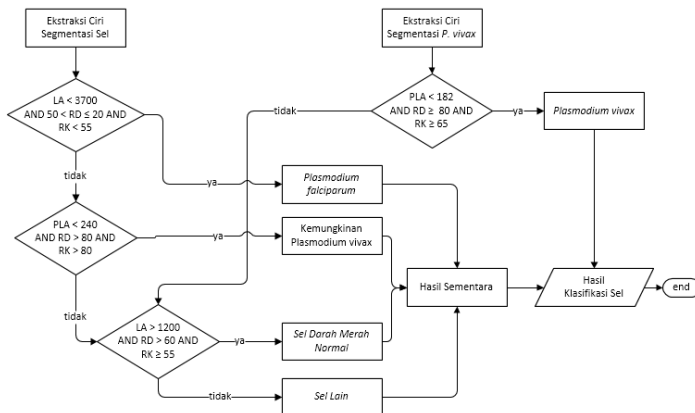 Ekstraksi Ciri
Segmentasi Sel
Ekstraksi Ciri
Segmentasi P. vivax
LA < 3700
AND 50 < RD ≤ 20 AND
RK < 55
PLA < 182
AND RD ≥ 80 AND
RK ≥ 65
tidak
ya
Plasmodium vivax
tidak
ya
Plasmodium
falciparum
PLA < 240
AND RD > 80 AND
RK > 80
ya
Kemungkinan
Plasmodium vivax
Hasil Sementara
Hasil
Klasifikasi Sel
end
tidak
LA > 1200
AND RD > 60 AND
RK ≥ 55
ya
Sel Darah Merah
Normal
tidak
Sel Lain